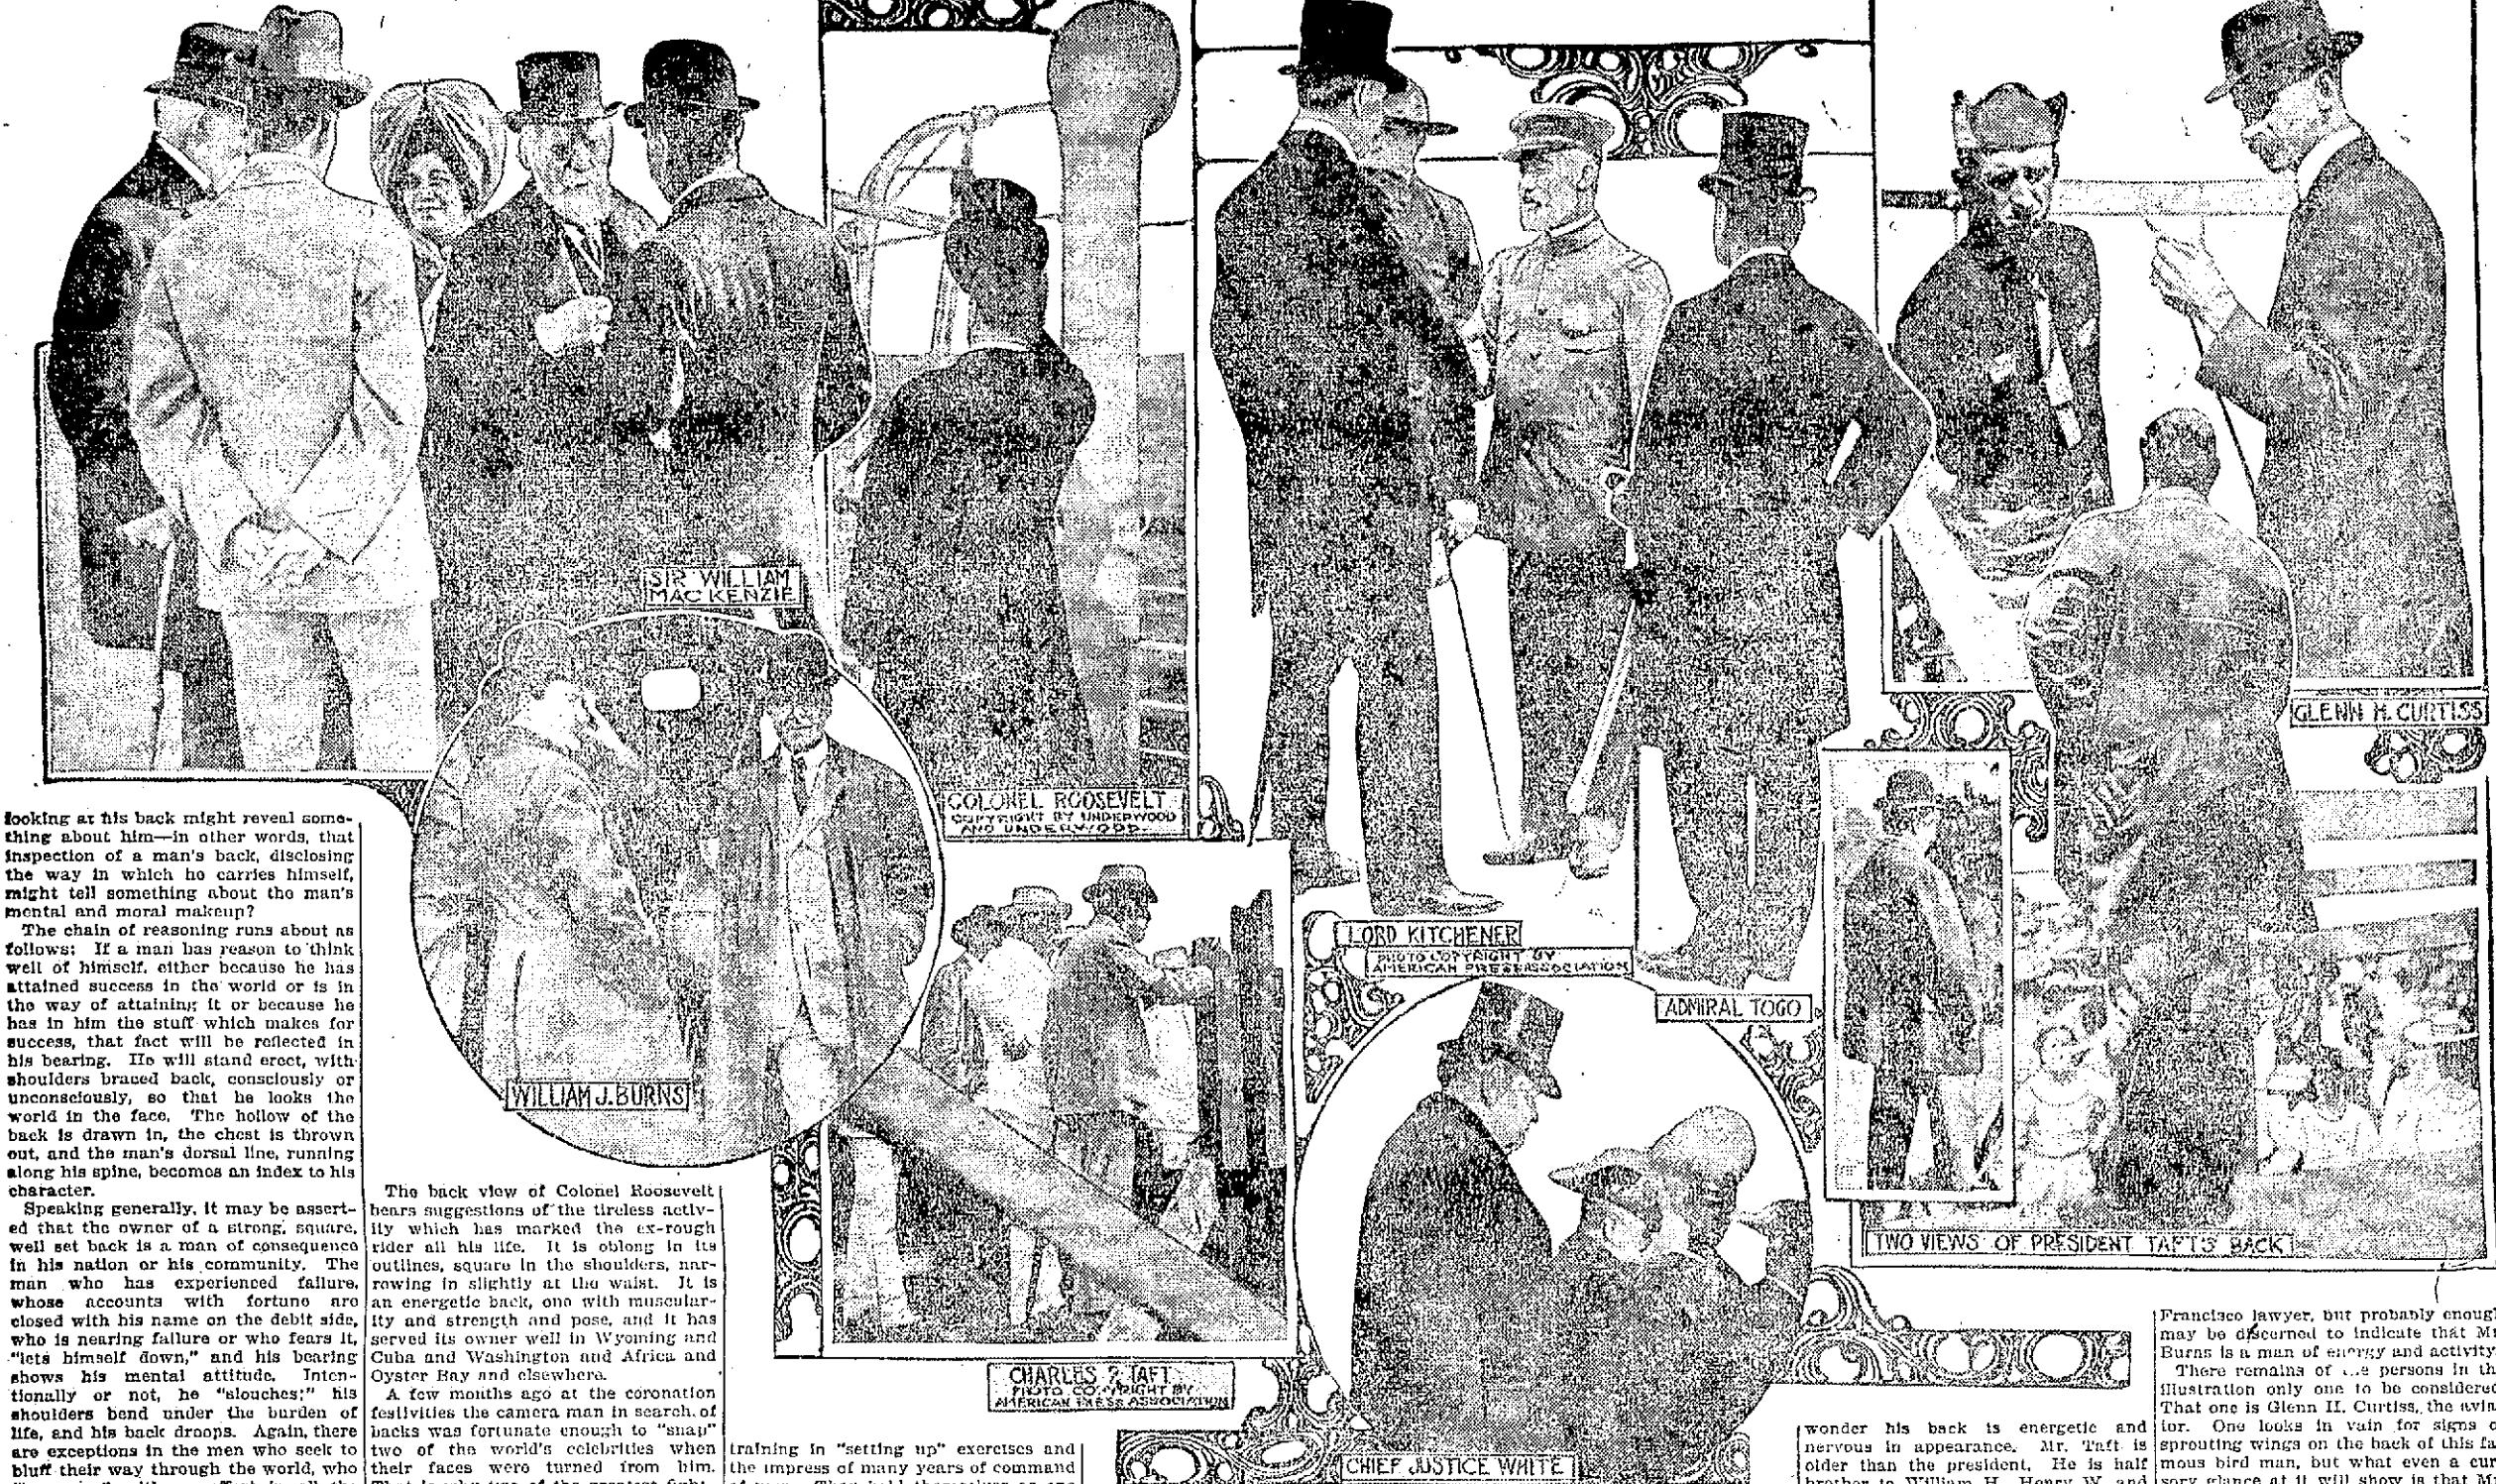 SIR WILLIAM
MAC KENZIE
COLONEL ROOSEVELT
COPYRIGHT BY UNDERWOOD
AND UNDERWOOD
GLENN H. CURTISS
WILLIAM J. BURNS
LORD KITCHENER
PHOTO COPYRIGHT BY
AMERICAN PRESS ASSOCIATION
ADMIRAL TOGO
TWO VIEWS OF PRESIDENT TAFT'S BACK
CHARLES P. TAFT
PHOTO COPYRIGHT BY
AMERICAN PRESS ASSOCIATION
CHIEF JUSTICE WHITE
looking at his back might reveal some-
thing about him—in other words, that
inspection of a man's back, disclosing
the way in which he carries himself,
might tell something about the man's
mental and moral makeup?
The chain of reasoning runs about as
follows: If a man has reason to think
well of himself, either because he has
attained success in the world or is in
the way of attaining it or because he
has in him the stuff which makes for
success, that fact will be reflected in
his bearing. He will stand erect, with
shoulders braced back, consciously or
unconsciously, so that he looks the
world in the face. The hollow of the
back is drawn in, the chest is thrown
out, and the man's dorsal line, running
along his spine, becomes an index to his
character.
Speaking generally, it may be assert-
ed that the owner of a strong, square,
well set back is a man of consequence
in his nation or his community. The
man who has experienced failure,
whose accounts with fortune are
closed with his name on the debit side,
who is nearing failure or who fears it,
"lets himself down," and his bearing
shows his mental attitude. Inten-
tionally or not, he "slouches;" his
shoulders bend under the burden of
life, and his back droops. Again, there
are exceptions in the men who seek to
bluff their way through the world, who
The back view of Colonel Roosevelt
bears suggestions of the tireless activ-
ity which has marked the ex-rough
rider all his life. It is oblong in its
outlines, square in the shoulders, nar-
rowing in slightly at the waist. It is
an energetic back, one with muscular-
ity and strength and pose, and it has
served its owner well in Wyoming and
Cuba and Washington and Africa and
Oyster Bay and elsewhere.
A few months ago at the coronation
festivities the camera man in search of
backs was fortunate enough to "snap"
two of the world's celebrities when
their faces were turned from him.
training in "setting up" exercises and
the impress of many years of command
wonder his back is energetic and
nervous in appearance. Mr. Taft is
older than the president. He is half
brother to William H., Henry W. and
Francisco lawyer, but probably
may be discerned to indicate that
Burns is a man of energy and activity
There remains of persons in
illustration only one to be considered
That one is Glenn H. Curtiss, the
tor. One looks in vain for signs
sprouting wings on the back of this
mous bird man, but what even a
sory glance at it will show is that